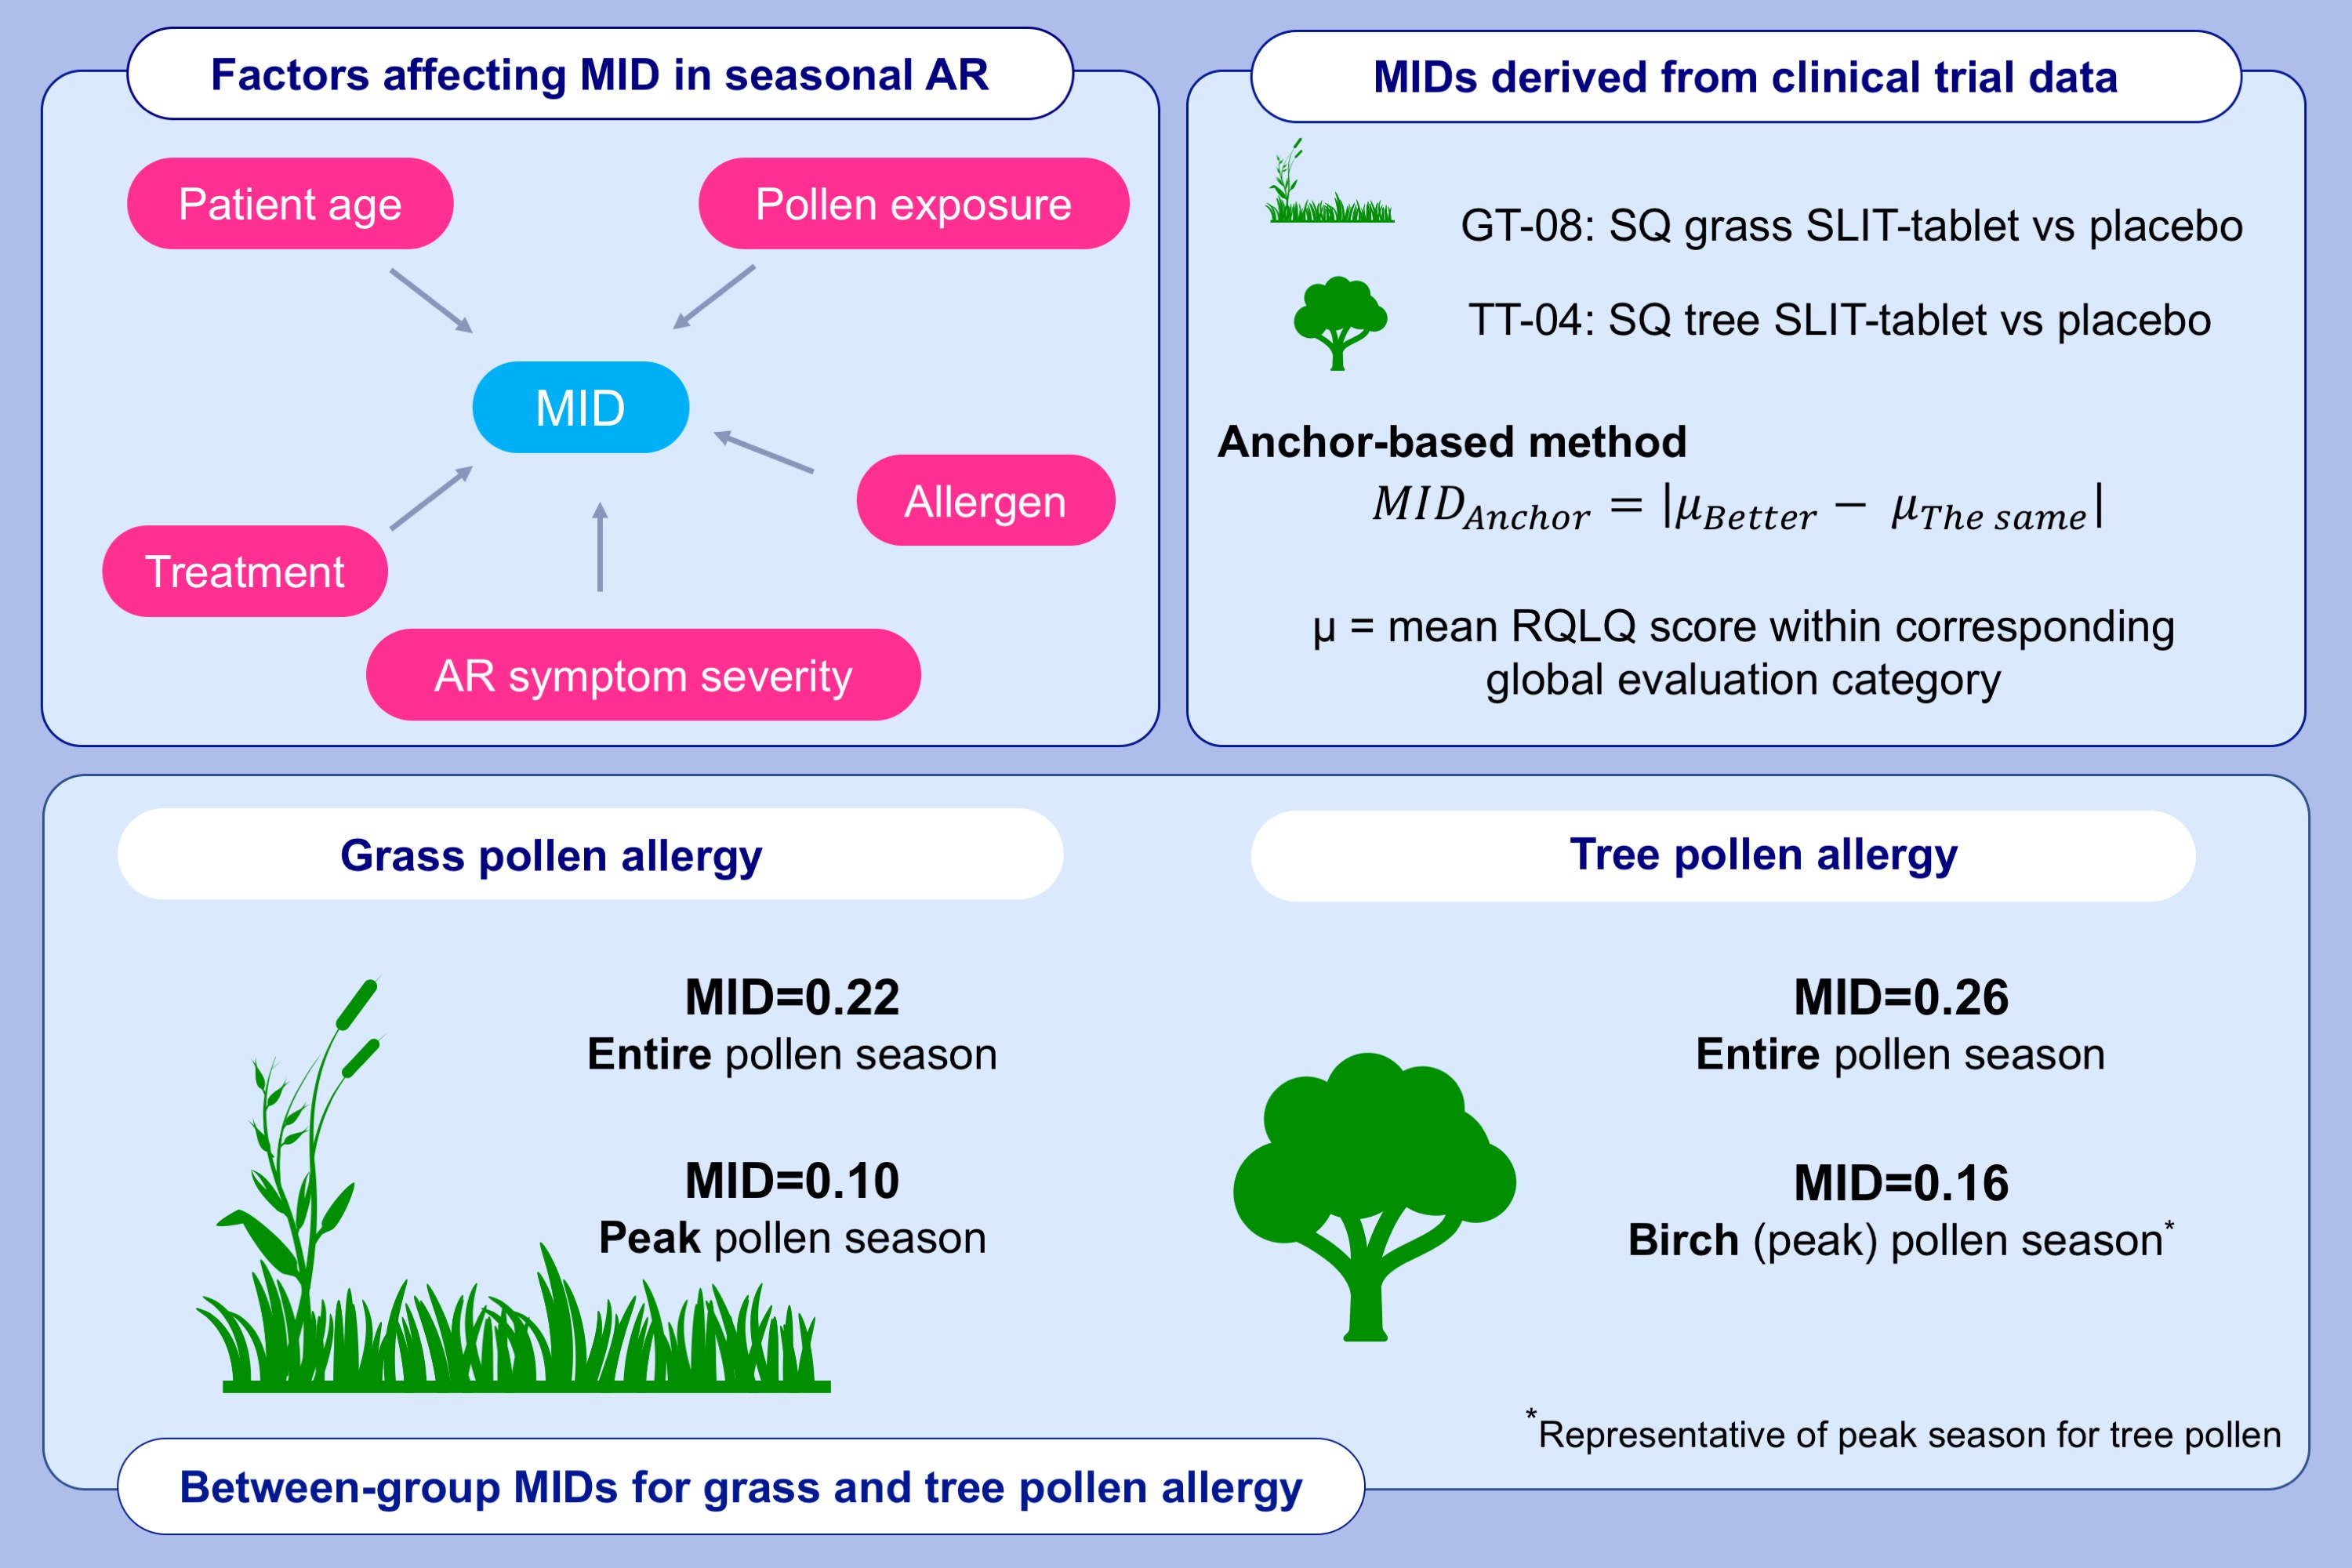 Factors affecting MID in seasonal AR
Patient age
Pollen exposure
MID
Allergen
Treatment
AR symptom severity
MIDs derived from clinical trial data
GT-08: SQ grass SLIT-tablet vs placebo
TT-04: SQ tree SLIT-tablet vs placebo
Anchor-based method
MID_Anchor = |μ_Better − μ_The same|
μ = mean RQLQ score within corresponding
global evaluation category
Grass pollen allergy
MID=0.22
Entire pollen season
MID=0.10
Peak pollen season
Tree pollen allergy
MID=0.26
Entire pollen season
MID=0.16
Birch (peak) pollen season*
*Representative of peak season for tree pollen
Between-group MIDs for grass and tree pollen allergy